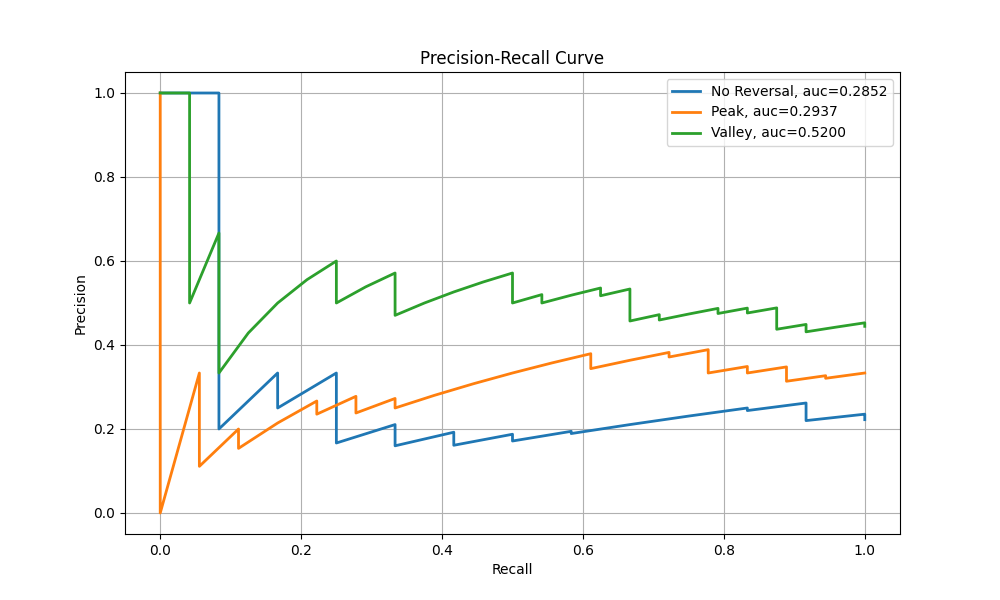 Precision-Recall Curve
No Reversal, auc=0.2852
Peak, auc=0.2937
Valley, auc=0.5200
Precision
1.0
0.8
0.6
0.4
0.2
0.0
0.0 0.2 0.4 0.6 0.8 1.0
Recall